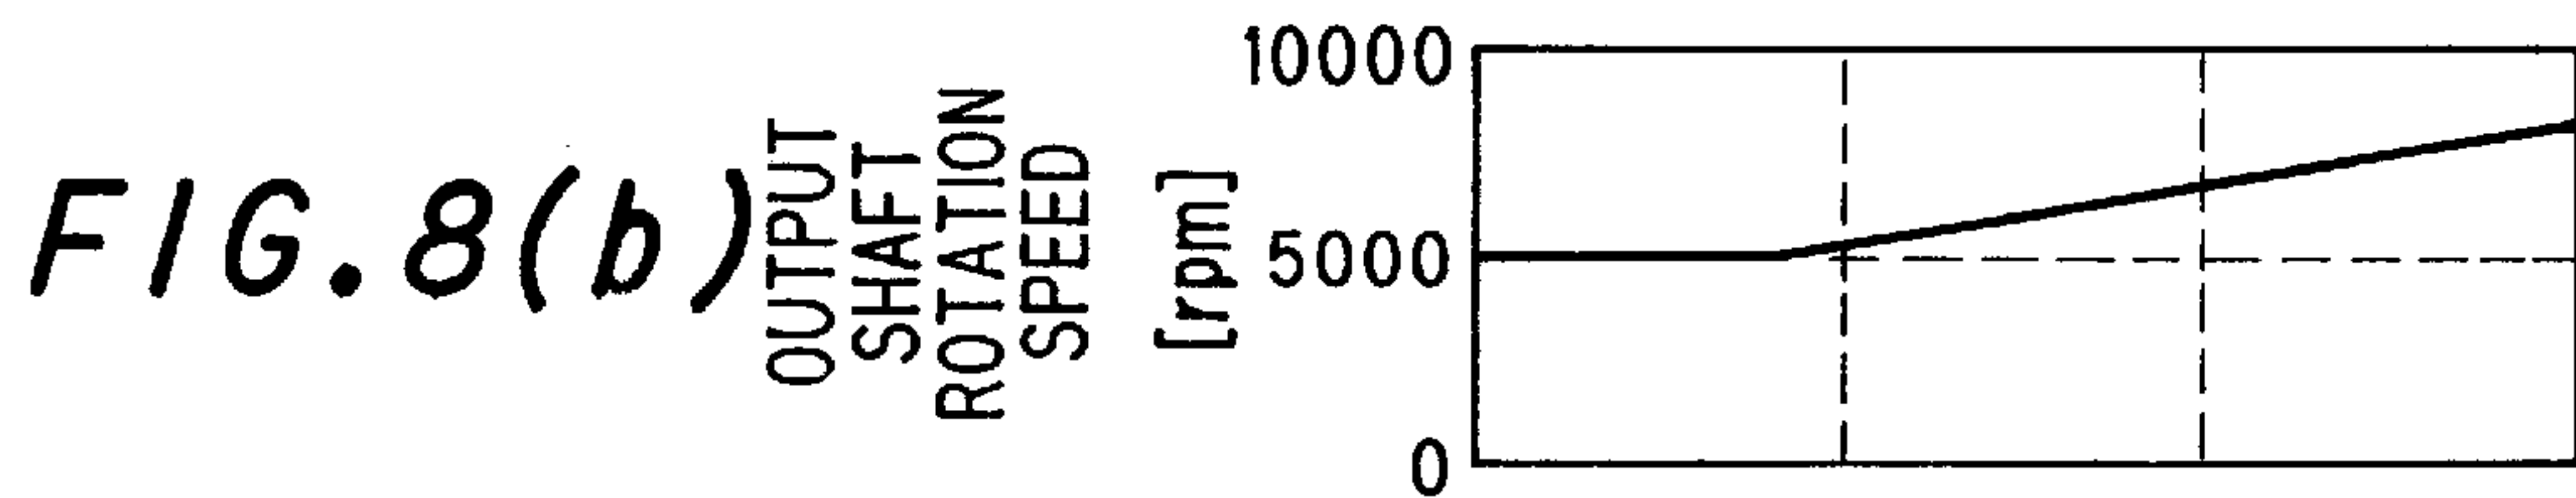 FIG.8(b)
OUTPUT
SHAFT
ROTATION
SPEED
[rpm]
10000
5000
0